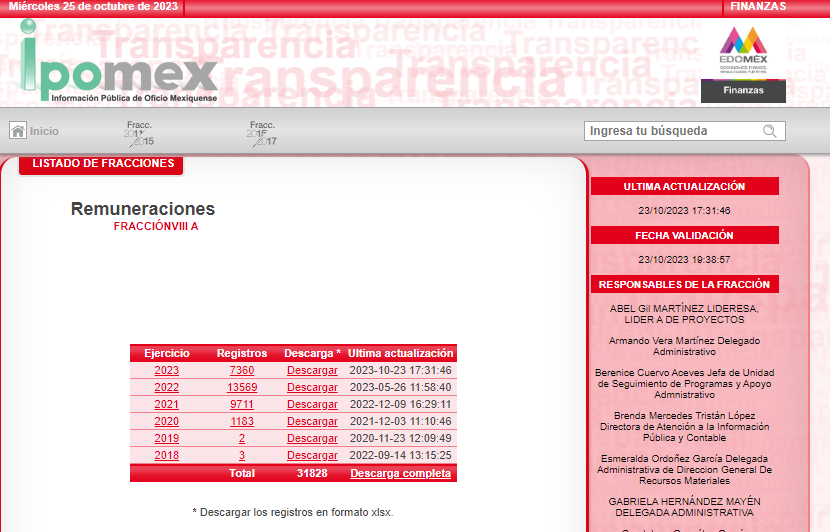 Miércoles 25 de octubre de 2023
FINANZAS
Transparencia
ipomex
Información Pública de Oficio Mexiquense
EDOMÉX
DECISIONES FIRMES, RESULTADOS FUERTES.
Finanzas
Inicio
Fracc.
2015
Fracc.
2017
Ingresa tu búsqueda
LISTADO DE FRACCIONES
Remuneraciones
FRACCIÓNVIII A
Ejercicio Registros Descarga * Ultima actualización
2023 7360 Descargar 2023-10-23 17:31:46
2022 13569 Descargar 2023-05-26 11:58:40
2021 9711 Descargar 2022-12-09 16:29:11
2020 1183 Descargar 2021-12-03 11:10:46
2019 2 Descargar 2020-11-23 12:09:49
2018 3 Descargar 2022-09-14 13:15:25
Total 31828 Descarga completa
* Descargar los registros en formato xlsx.
ULTIMA ACTUALIZACIÓN
23/10/2023 17:31:46
FECHA VALIDACIÓN
23/10/2023 19:38:57
RESPONSABLES DE LA FRACCIÓN
ABEL Gil MARTÍNEZ LIDERESA,
LIDER A DE PROYECTOS
Armando Vera Martínez Delegado
Administrativo
Berenice Cuervo Aceves Jefa de Unidad
de Seguimiento de Programas y Apoyo
Admnistrativo
Brenda Mercedes Tristán López
Directora de Atención a la Información
Pública y Contable
Esmeralda Ordoñez García Delegada
Administrativa de Direccion General De
Recursos Materiales
GABRIELA HERNÁNDEZ MAYÉN
DELEGADA ADMINISTRATIVA